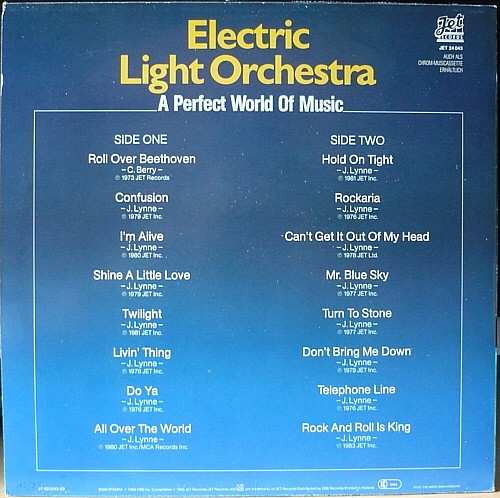 Electric
Light Orchestra
A Perfect World Of Music
Jet
RECORDS
JET 24 043
AUCH ALS
CHROM-MUSICASSETTE
ERHÄLTLICH
SIDE ONE
Roll Over Beethoven
– C. Berry –
℗ 1973 JET Records
Confusion
– J. Lynne –
℗ 1979 JET Inc.
I'm Alive
– J. Lynne –
℗ 1980 JET Inc.
Shine A Little Love
– J. Lynne –
℗ 1979 JET Inc.
Twilight
– J. Lynne –
℗ 1981 JET Inc.
Livin' Thing
– J. Lynne –
℗ 1976 JET Inc.
Do Ya
– J. Lynne –
℗ 1976 JET Inc.
All Over The World
– J. Lynne –
℗ 1980 JET Inc./MCA Records Inc.
SIDE TWO
Hold On Tight
– J. Lynne –
℗ 1981 JET Inc.
Rockaria
– J. Lynne –
℗ 1976 JET Inc.
Can't Get It Out Of My Head
– J. Lynne –
℗ 1978 JET Ltd.
Mr. Blue Sky
– J. Lynne –
℗ 1977 JET Inc.
Turn To Stone
– J. Lynne –
℗ 1977 JET Inc.
Don't Bring Me Down
– J. Lynne –
℗ 1979 JET Inc.
Telephone Line
– J. Lynne –
℗ 1976 JET Inc.
Rock And Roll Is King
– J. Lynne –
℗ 1983 JET Inc.